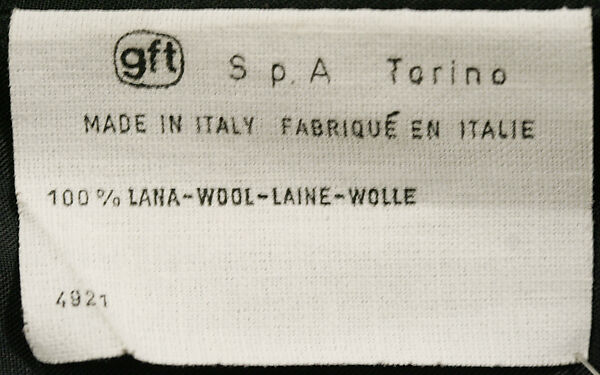 gft S p. A Torino
MADE IN ITALY FABRIQUÉ EN ITALIE
100% LANA-WOOL-LAINE-WOLLE
4921